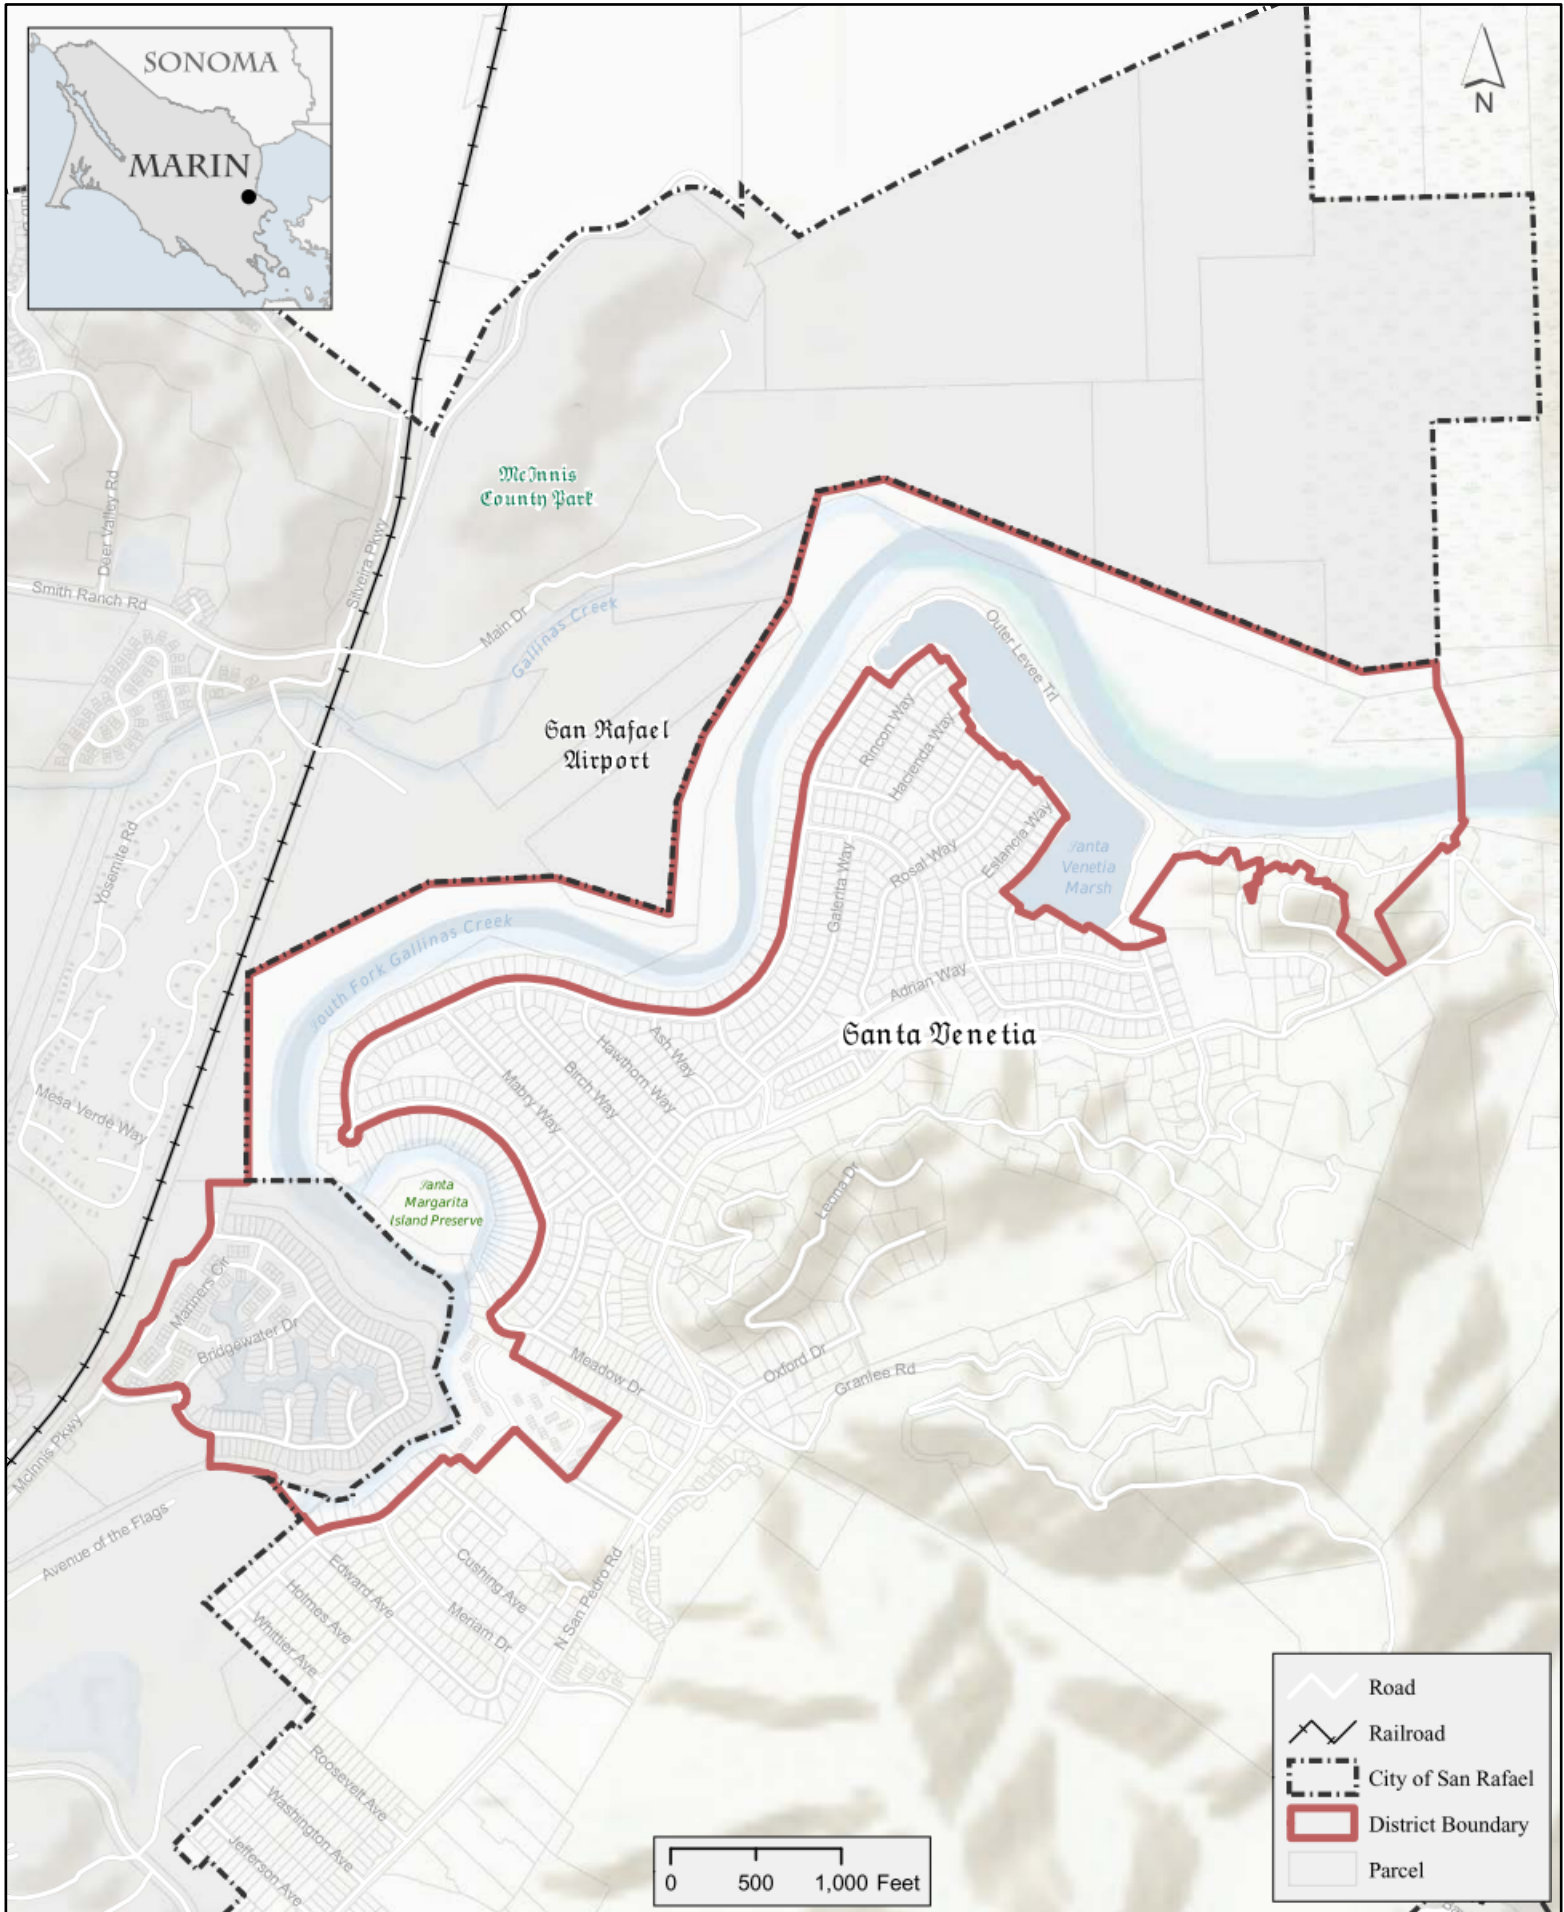 SONOMA
MARIN
N
McInnis
County Park
Deer Valley Rd
Silveira Pkwy
Smith Ranch Rd
Main Dr
Gallinas Creek
Outer Levee Trl
San Rafael
Airport
Rincon Way
Hacienda Way
Yosemite Rd
Galerita Way
Rosal Way
Estancia Way
Santa
Venetia
Marsh
South Fork Gallinas Creek
Adrian Way
Santa Venetia
Ash Way
Hawthorn Way
Birch Way
Mabry Way
Mesa Verde Way
Santa
Margarita
Island Preserve
Leona Dr
Mariners Cir
Bridgewater Dr
Meadow Dr
Oxford Dr
Granlee Rd
McInnis Pkwy
Avenue of the Flags
Edward Ave
Cushing Ave
Holmes Ave
Meriam Dr
N San Pedro Rd
Whittier Ave
Roosevelt Ave
Washington Ave
Jefferson Ave
Road
Railroad
City of San Rafael
District Boundary
Parcel
0 500 1,000 Feet